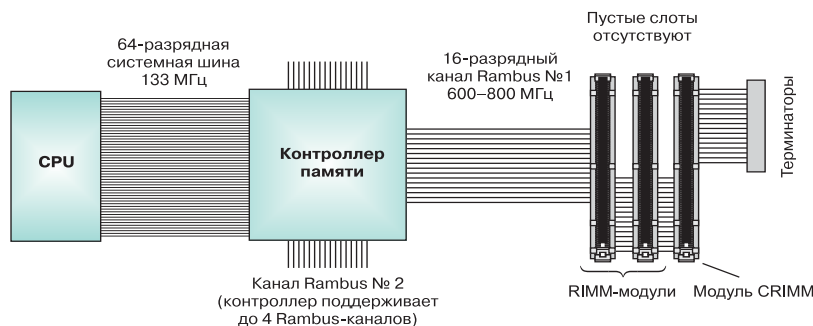 64-разрядная
системная шина
133 МГц
CPU
Контроллер
памяти
16-разрядный
канал Rambus №1
600–800 МГц
Пустые слоты
отсутствуют
Терминаторы
Канал Rambus № 2
(контроллер поддерживает
до 4 Rambus-каналов)
RIMM-модули
Модуль CRIMM